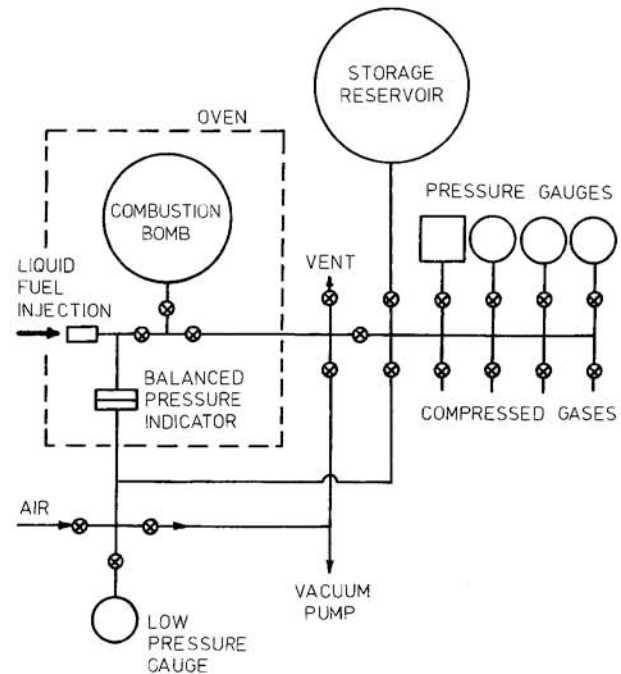 STORAGE
RESERVOIR
OVEN
COMBUSTION
BOMB
PRESSURE GAUGES
LIQUID
FUEL
INJECTION
VENT
BALANCED
PRESSURE
INDICATOR
COMPRESSED GASES
AIR
VACUUM
PUMP
LOW
PRESSURE
GAUGE